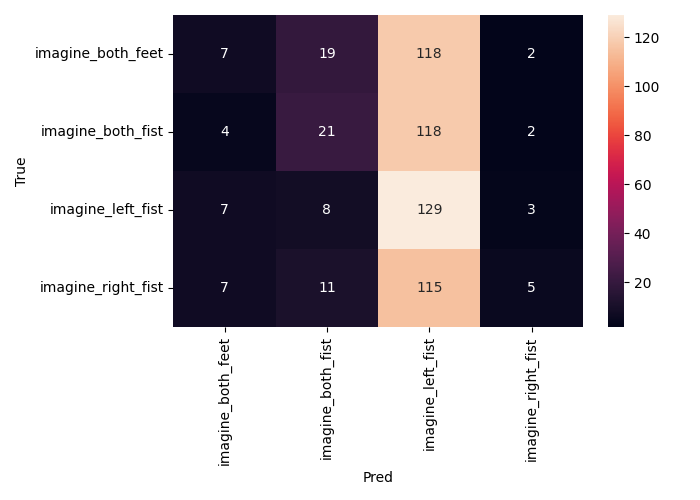 imagine_both_feet 7 19 118 2
imagine_both_fist 4 21 118 2
imagine_left_fist 7 8 129 3
imagine_right_fist 7 11 115 5
True
imagine_both_feet
imagine_both_fist
imagine_left_fist
imagine_right_fist
Pred
120
100
80
60
40
20